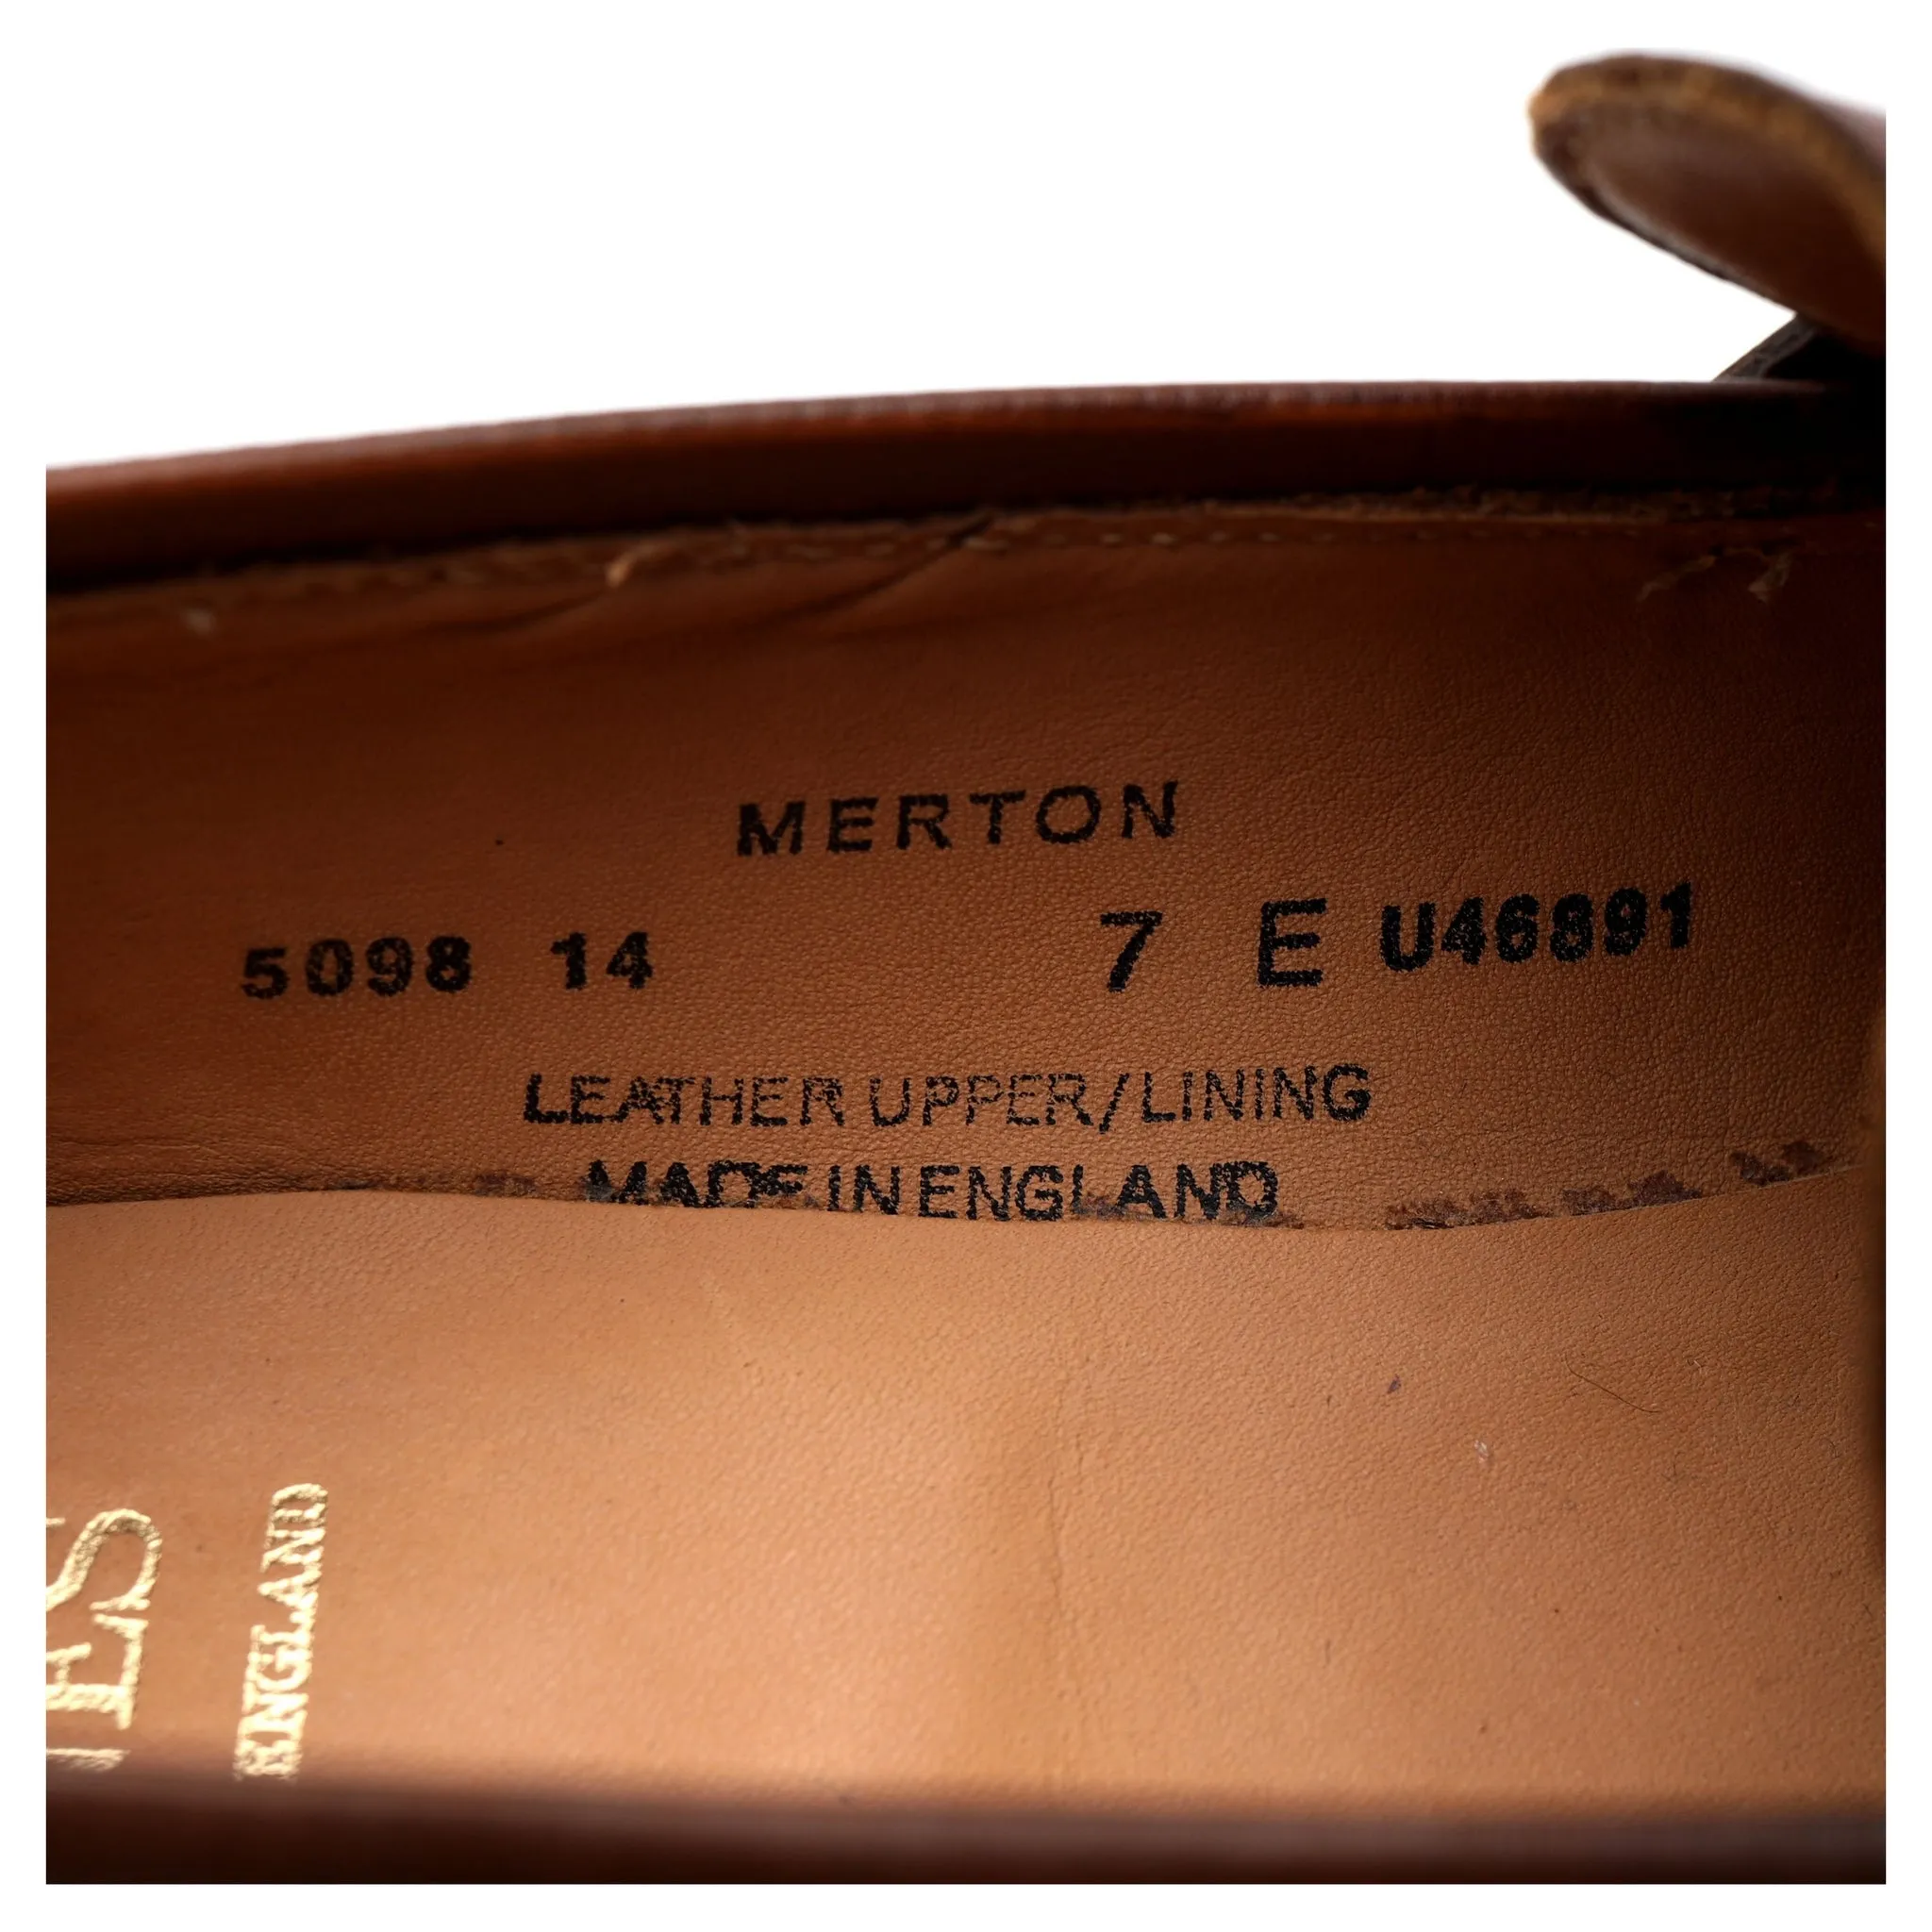 MERTON
5098 14 7 E U46891
LEATHER UPPER/LINING
MADE IN ENGLAND
ENGLAND